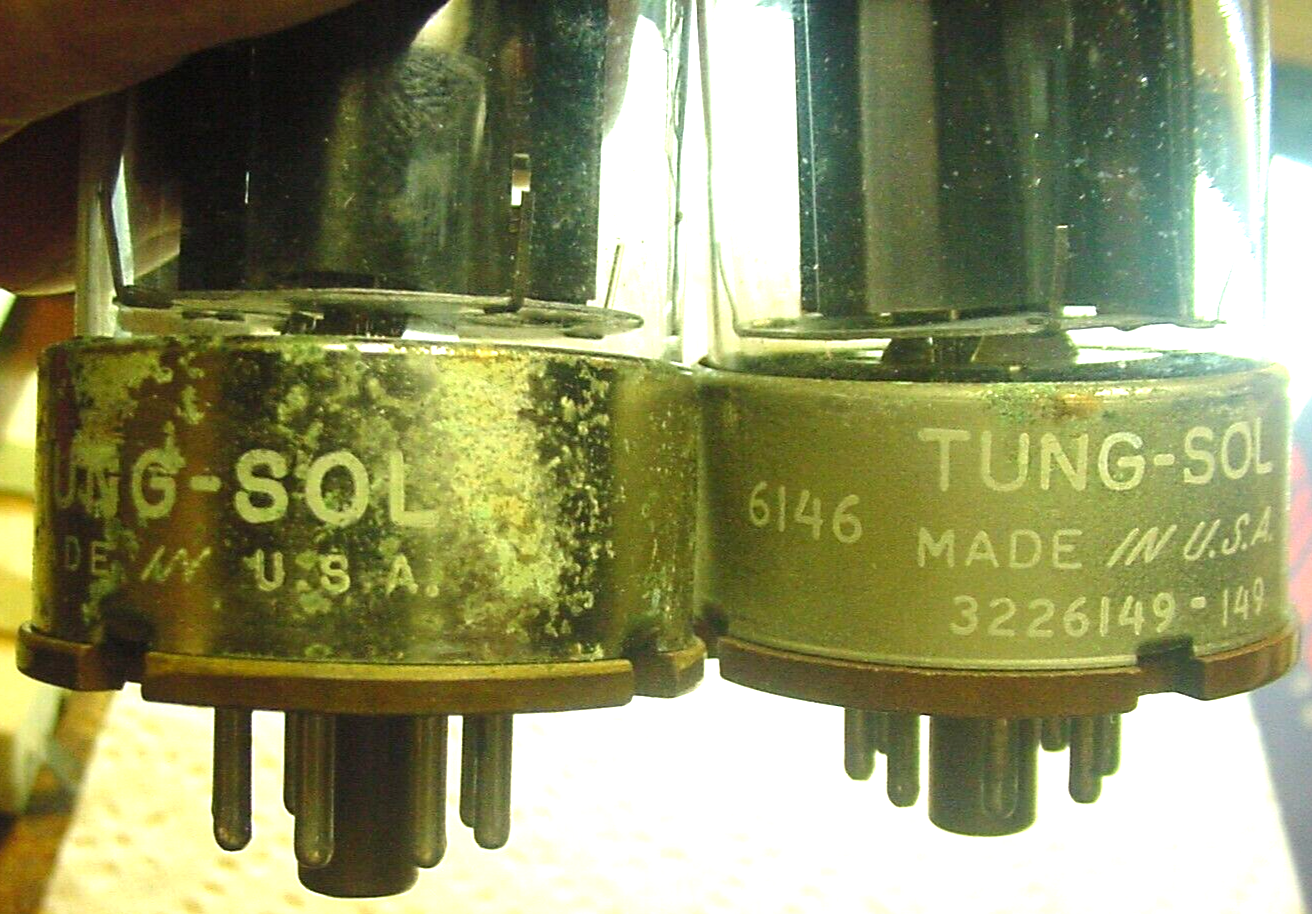 UNG-SOL
DE IN U.S.A.
6146
TUNG-SOL
MADE IN U.S.A.
3226149-149